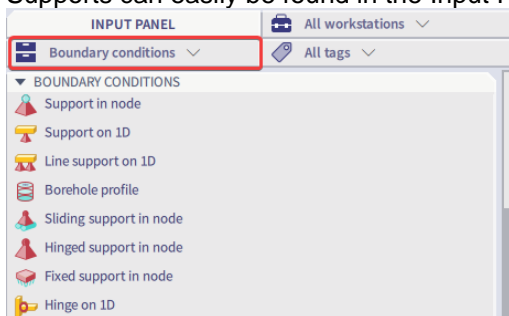 Supports can easily be found in the Input
INPUT PANEL
All workstations
Boundary conditions
All tags
BOUNDARY CONDITIONS
Support in node
Support on 1D
Line support on 1D
Borehole profile
Sliding support in node
Hinged support in node
Fixed support in node
Hinge on 1D